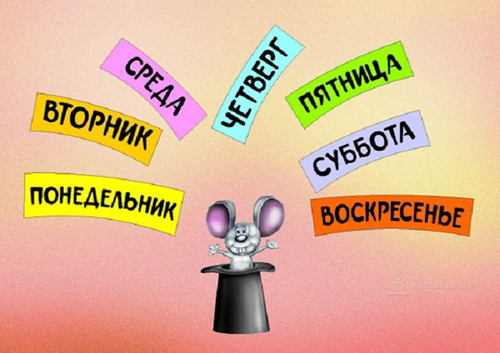 ПОНЕДЕЛЬНИК
ВТОРНИК
СРЕДА
ЧЕТВЕРГ
ПЯТНИЦА
СУББОТА
ВОСКРЕСЕНЬЕ